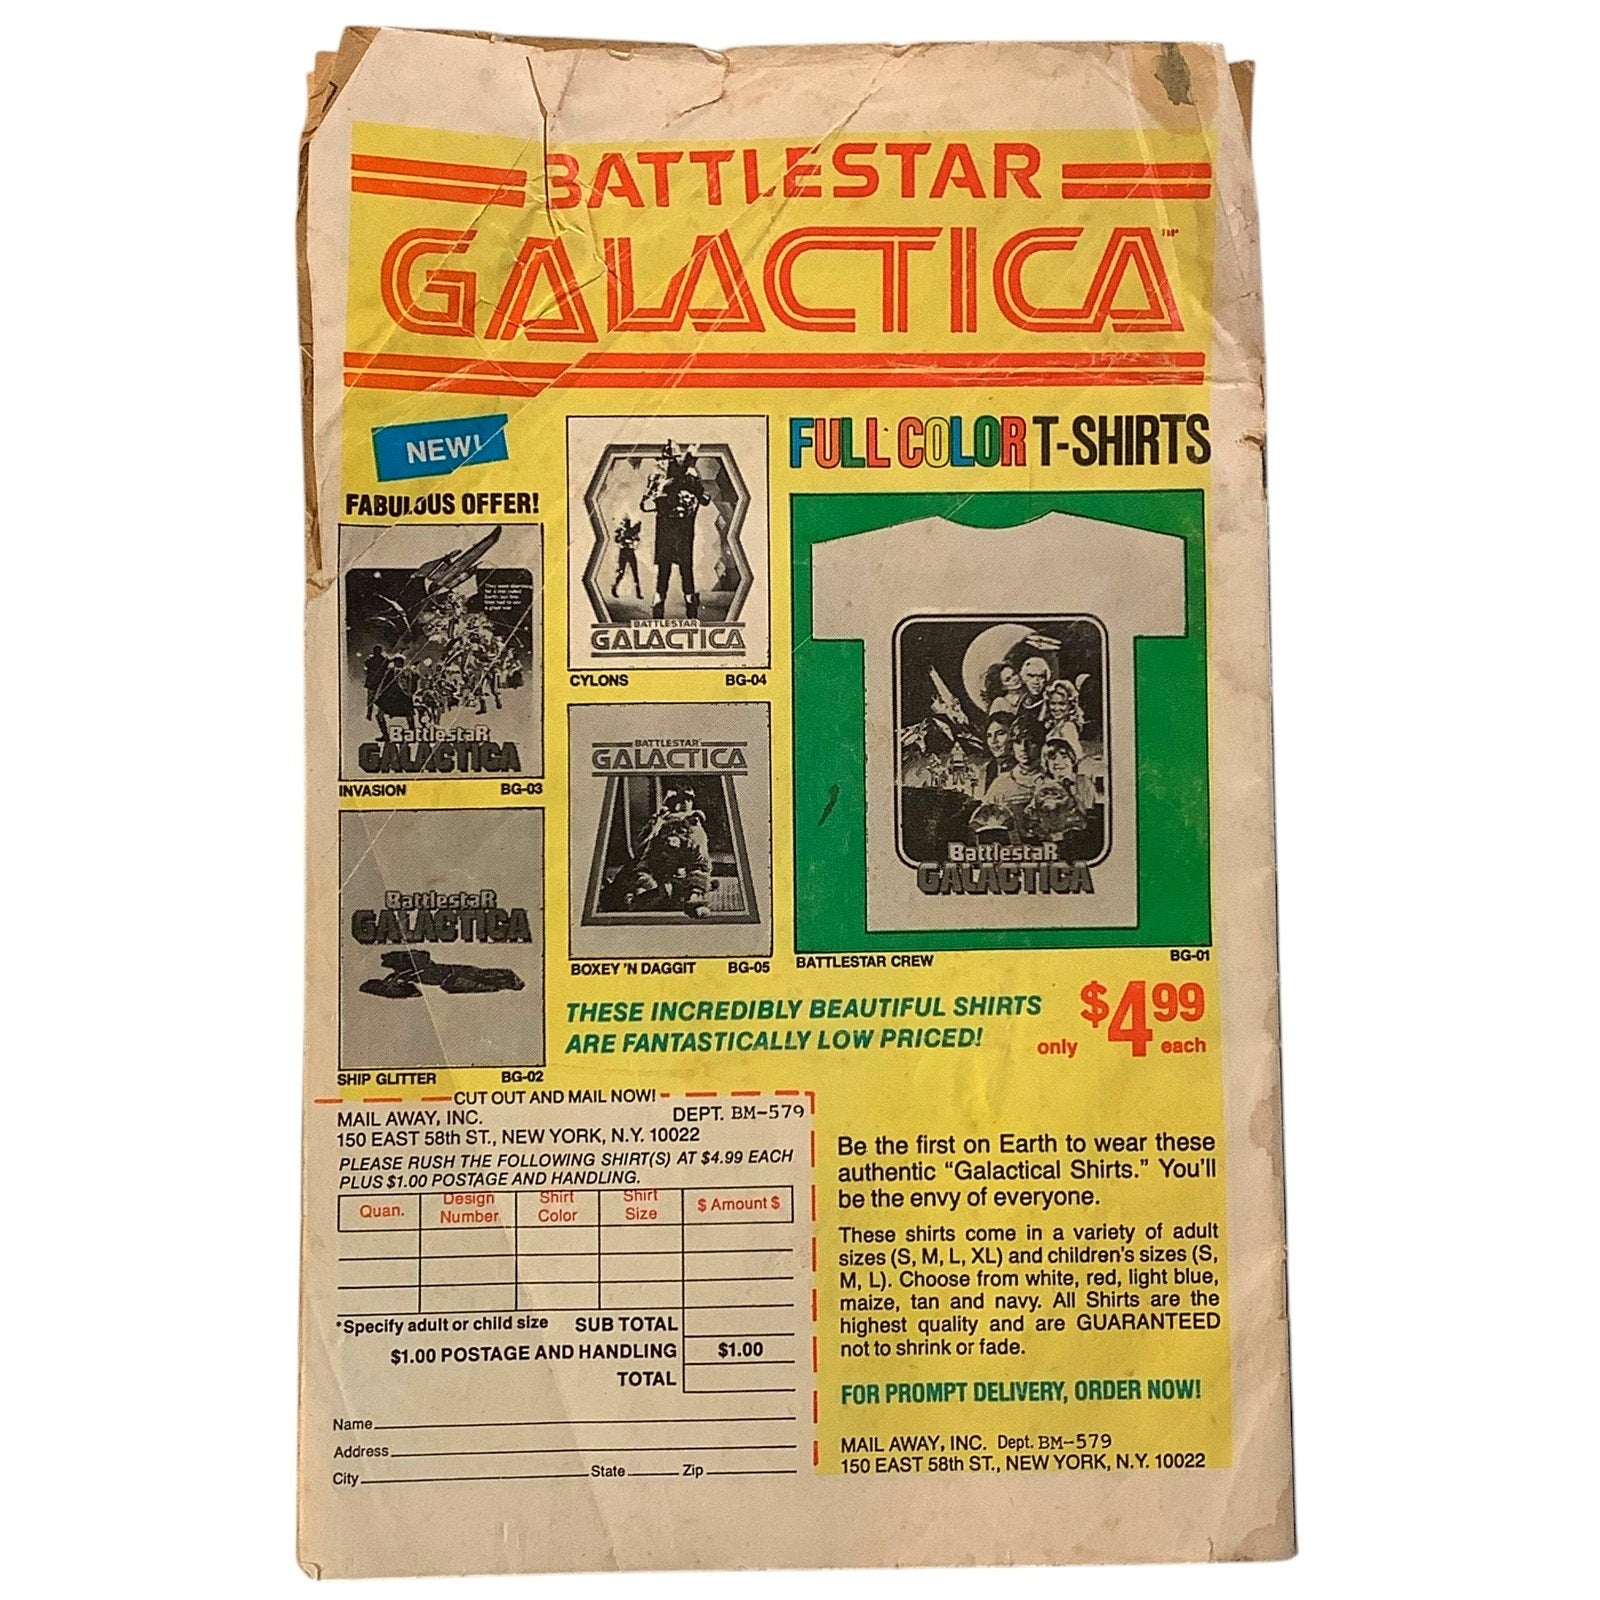 BATTLESTAR
GALACTICA™
NEW!
FABULOUS OFFER!
BattlestaR
GALACTICA
INVASION BG-03
BattlestaR
GALACTICA
SHIP GLITTER BG-02
BATTLESTAR
GALACTICA
CYLONS BG-04
BATTLESTAR
GALACTICA
BOXEY 'N DAGGIT BG-05
FULL COLOR T-SHIRTS
BattlestaR
GALACTICA
BATTLESTAR CREW BG-01
THESE INCREDIBLY BEAUTIFUL SHIRTS
ARE FANTASTICALLY LOW PRICED!
only $4.99 each
CUT OUT AND MAIL NOW!
MAIL AWAY, INC. DEPT. BM-579
150 EAST 58th ST., NEW YORK, N.Y. 10022
PLEASE RUSH THE FOLLOWING SHIRT(S) AT $4.99 EACH
PLUS $1.00 POSTAGE AND HANDLING.
Quan. Design Number Shirt Color Shirt Size $ Amount $
*Specify adult or child size SUB TOTAL
$1.00 POSTAGE AND HANDLING $1.00
TOTAL
Name
Address
City State Zip
Be the first on Earth to wear these
authentic "Galactical Shirts." You'll
be the envy of everyone.
These shirts come in a variety of adult
sizes (S, M, L, XL) and children's sizes (S,
M, L). Choose from white, red, light blue,
maize, tan and navy. All Shirts are the
highest quality and are GUARANTEED
not to shrink or fade.
FOR PROMPT DELIVERY, ORDER NOW!
MAIL AWAY, INC. Dept. BM-579
150 EAST 58th ST., NEW YORK, N.Y. 10022